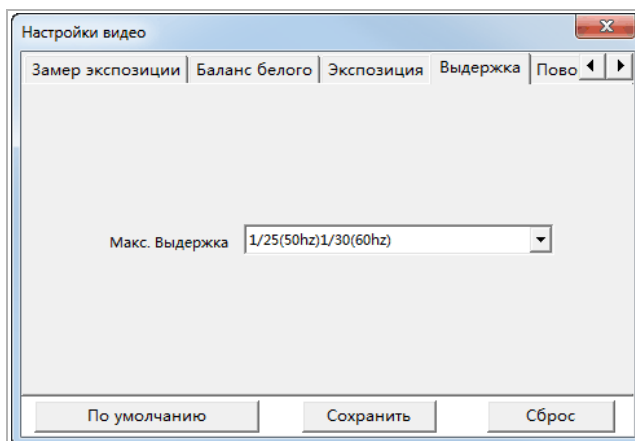 Настройки видео
Замер экспозиции Баланс белого Экспозиция Выдержка Пово
Макс. Выдержка 1/25(50hz)1/30(60hz)
По умолчанию Сохранить Сброс